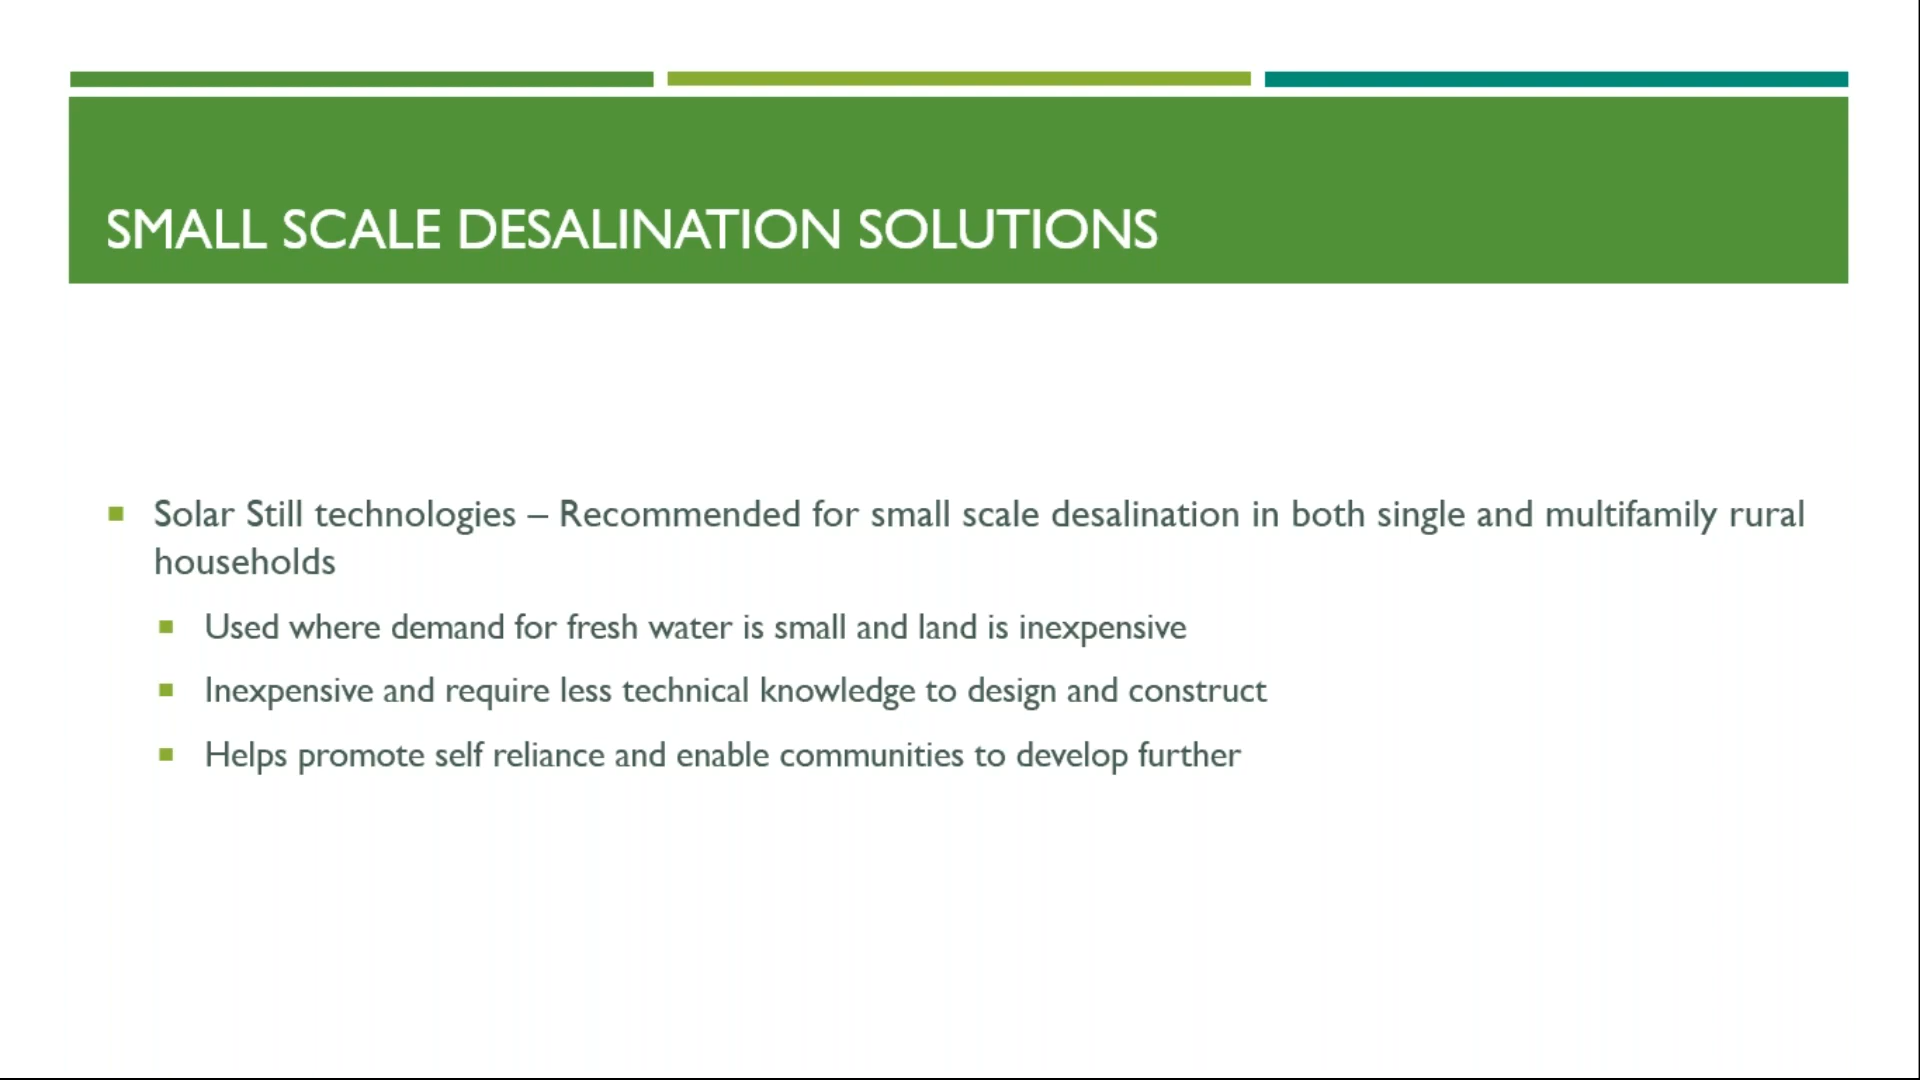 SMALL SCALE DESALINATION SOLUTIONS
Solar Still technologies – Recommended for small scale desalination in both single and multifamily rural
households
Used where demand for fresh water is small and land is inexpensive
Inexpensive and require less technical knowledge to design and construct
Helps promote self reliance and enable communities to develop further